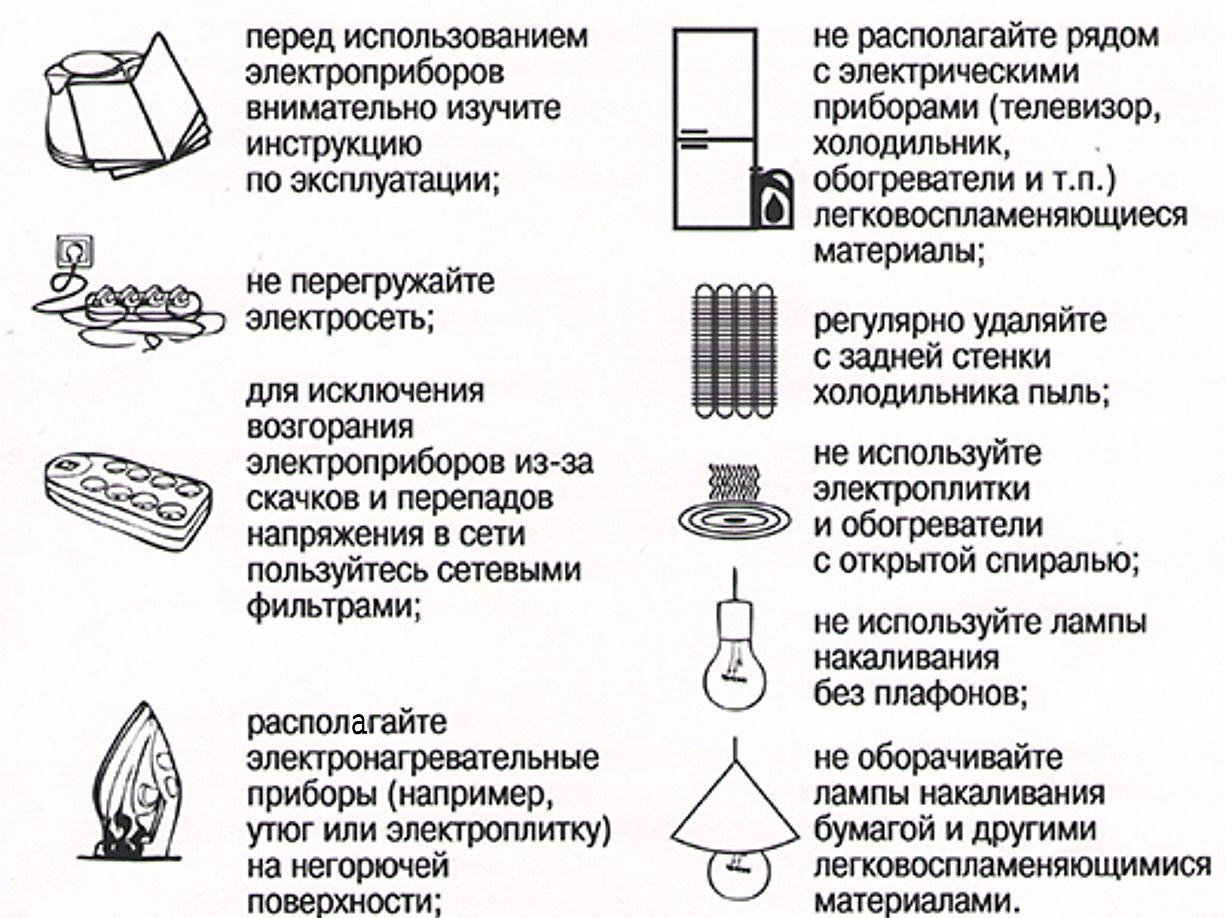 перед использованием
электроприборов
внимательно изучите
инструкцию
по эксплуатации;
не перегружайте
электросеть;
для исключения
возгорания
электроприборов из-за
скачков и перепадов
напряжения в сети
пользуйтесь сетевыми
фильтрами;
располагайте
электронагревательные
приборы (например,
утюг или электроплитку)
на негорючей
поверхности;
не располагайте рядом
с электрическими
приборами (телевизор,
холодильник,
обогреватели и т.п.)
легковоспламеняющиеся
материалы;
регулярно удаляйте
с задней стенки
холодильника пыль;
не используйте
электроплитки
и обогреватели
с открытой спиралью;
не используйте лампы
накаливания
без плафонов;
не оборачивайте
лампы накаливания
бумагой и другими
легковоспламеняющимися
материалами.